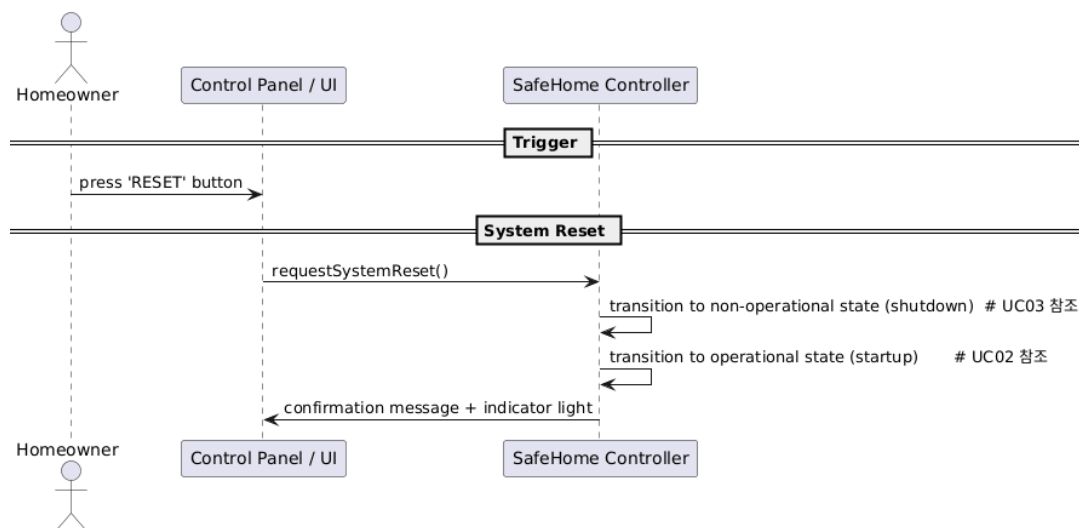 Homeowner
Control Panel / UI
SafeHome Controller
Trigger
press 'RESET' button
System Reset
requestSystemReset()
transition to non-operational state (shutdown)  # UC03 참조
transition to operational state (startup)       # UC02 참조
confirmation message + indicator light
Homeowner
Control Panel / UI
SafeHome Controller